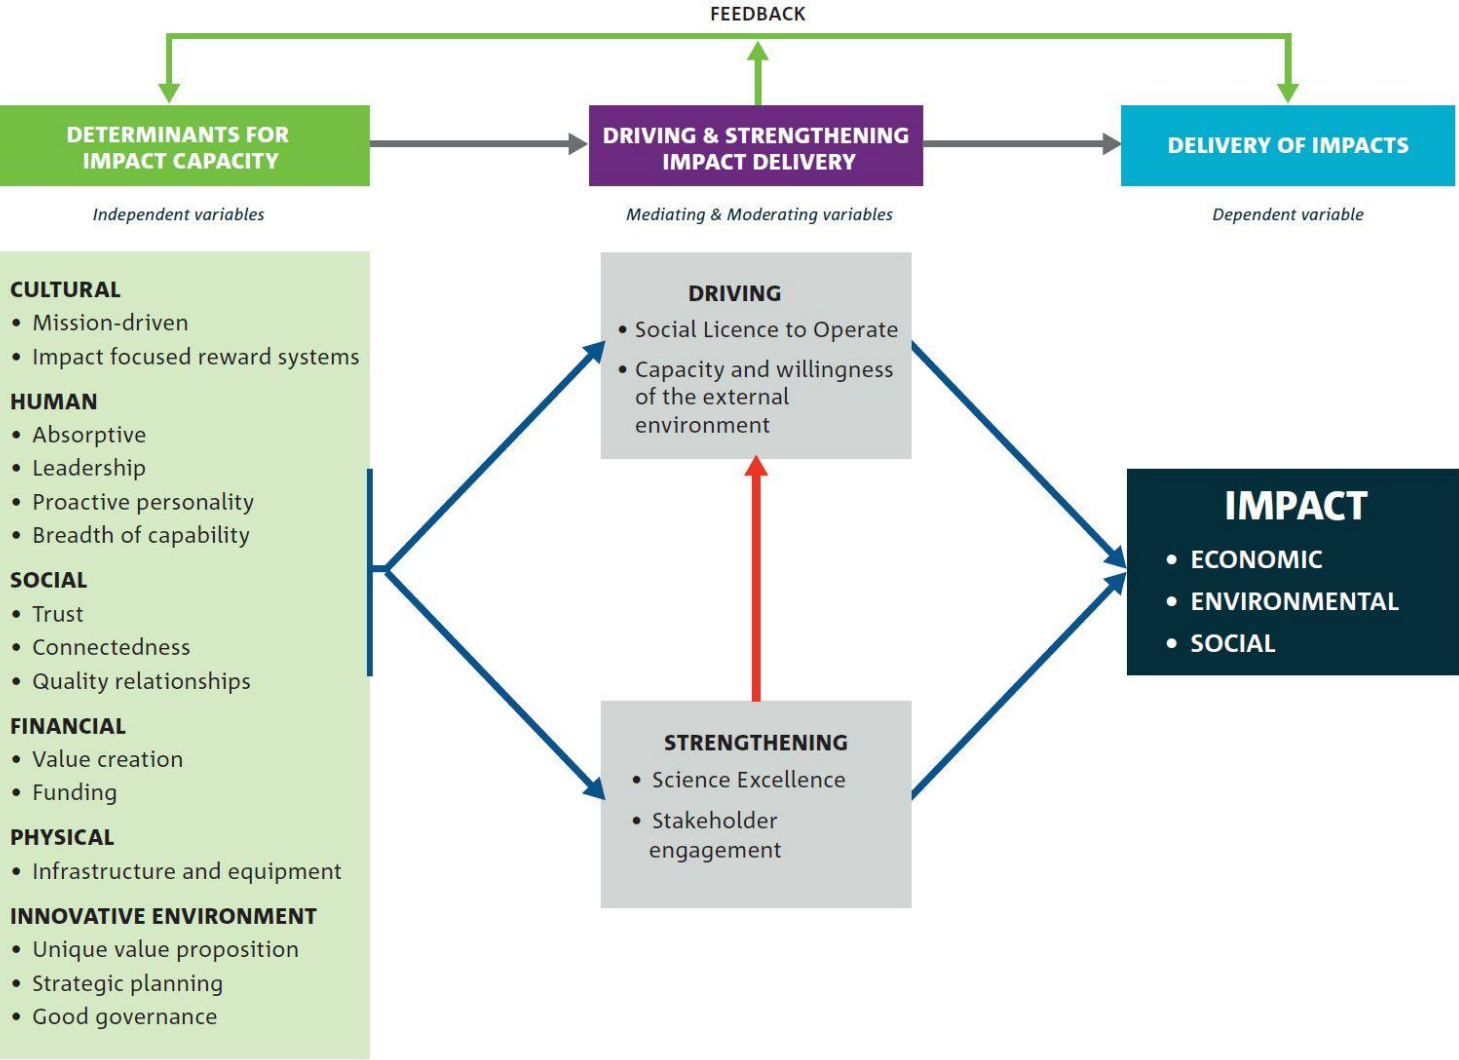 FEEDBACK
DETERMINANTS FOR
IMPACT CAPACITY
DRIVING & STRENGTHENING
IMPACT DELIVERY
DELIVERY OF IMPACTS
Independent variables
Mediating & Moderating variables
Dependent variable
CULTURAL
• Mission-driven
• Impact focused reward systems
HUMAN
• Absorptive
• Leadership
• Proactive personality
• Breadth of capability
SOCIAL
• Trust
• Connectedness
• Quality relationships
FINANCIAL
• Value creation
• Funding
PHYSICAL
• Infrastructure and equipment
INNOVATIVE ENVIRONMENT
• Unique value proposition
• Strategic planning
• Good governance
DRIVING
• Social Licence to Operate
• Capacity and willingness
of the external
environment
STRENGTHENING
• Science Excellence
• Stakeholder
engagement
IMPACT
• ECONOMIC
• ENVIRONMENTAL
• SOCIAL